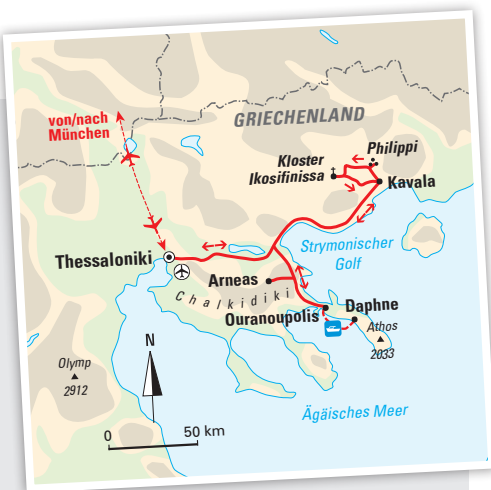 von/nach
München
GRIECHENLAND
Philippi
Kloster
Ikosifinissa
Kavala
Thessaloniki
Strymonischer
Golf
Arneas
Chalkidiki
Ouranoupolis
Daphne
Athos
2033
Olymp
2912
N
0 50 km
Ägäisches Meer